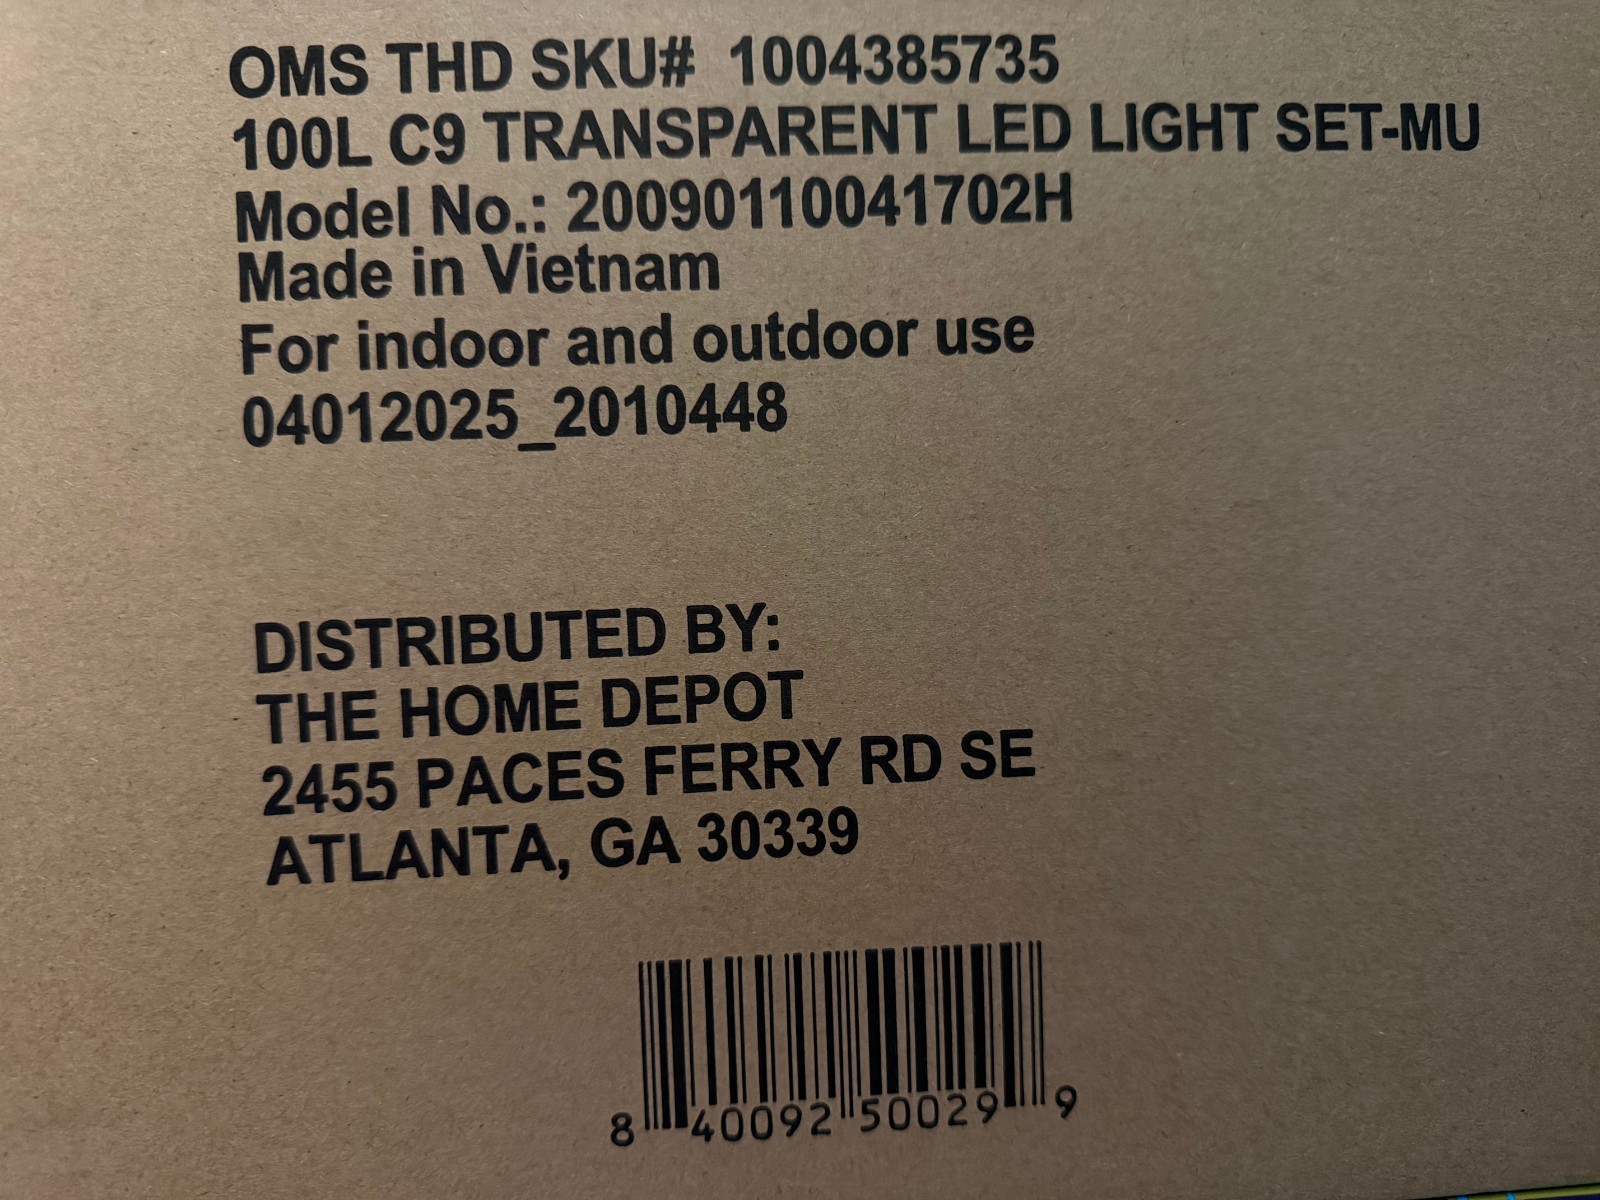 OMS THD SKU# 1004385735
100L C9 TRANSPARENT LED LIGHT SET-MU
Model No.: 20090110041702H
Made in Vietnam
For indoor and outdoor use
04012025_2010448
DISTRIBUTED BY:
THE HOME DEPOT
2455 PACES FERRY RD SE
ATLANTA, GA 30339
8 40092 50029 9